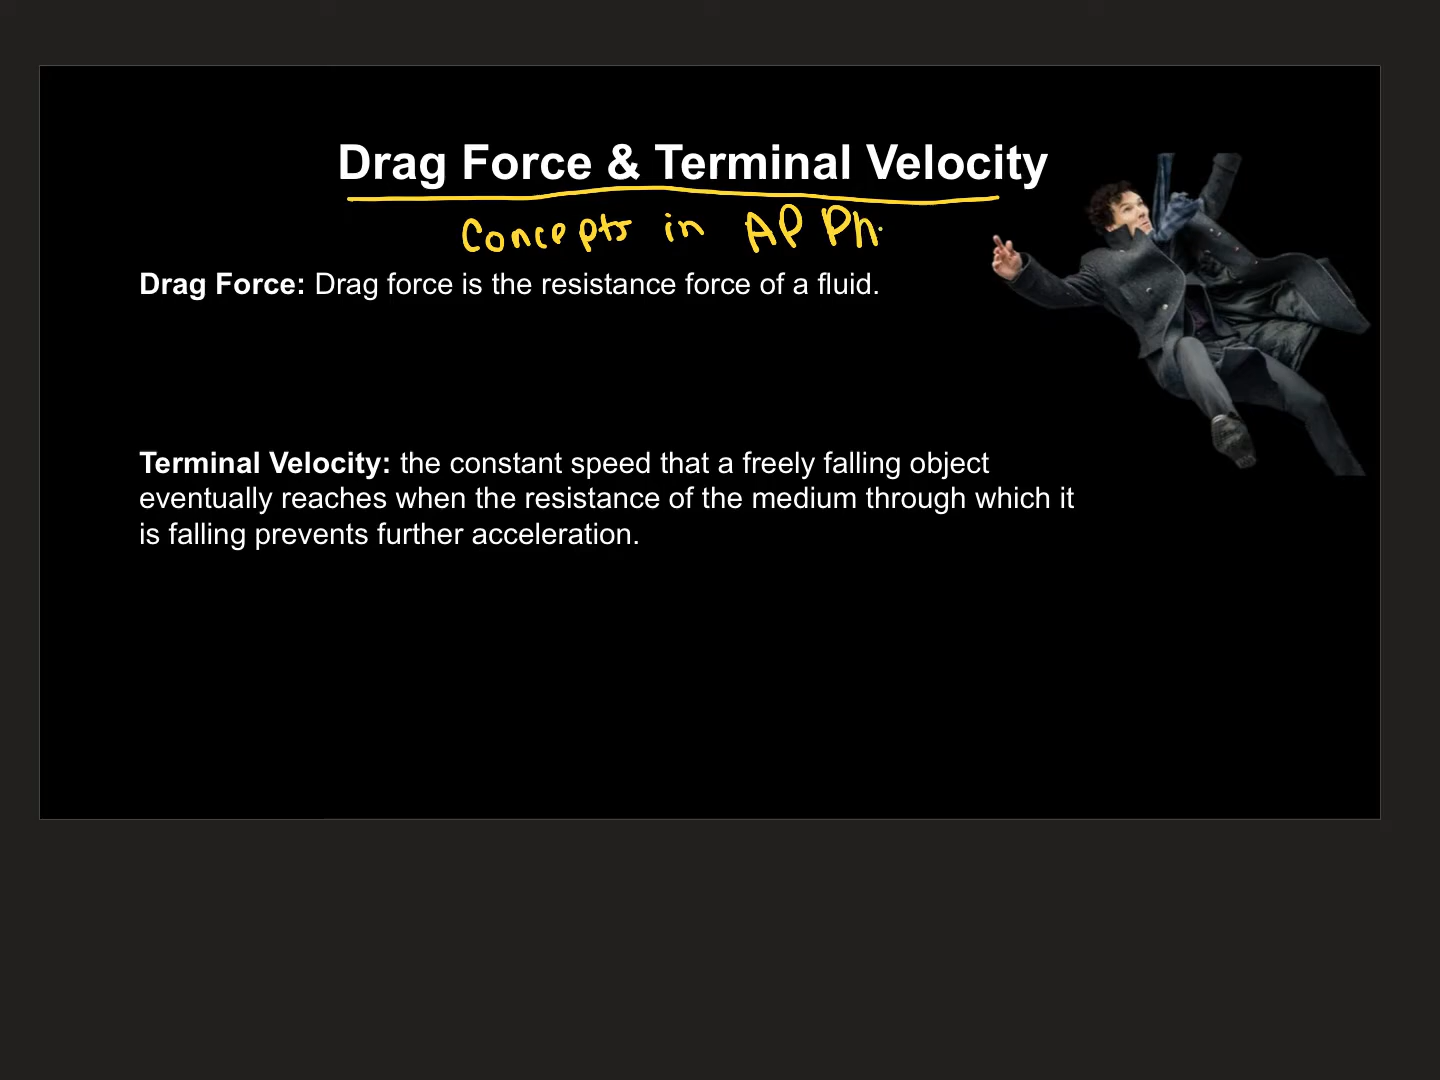 Drag Force & Terminal Velocity
Concepts in AP Ph.
Drag Force: Drag force is the resistance force of a fluid.
Terminal Velocity: the constant speed that a freely falling object
eventually reaches when the resistance of the medium through which it
is falling prevents further acceleration.